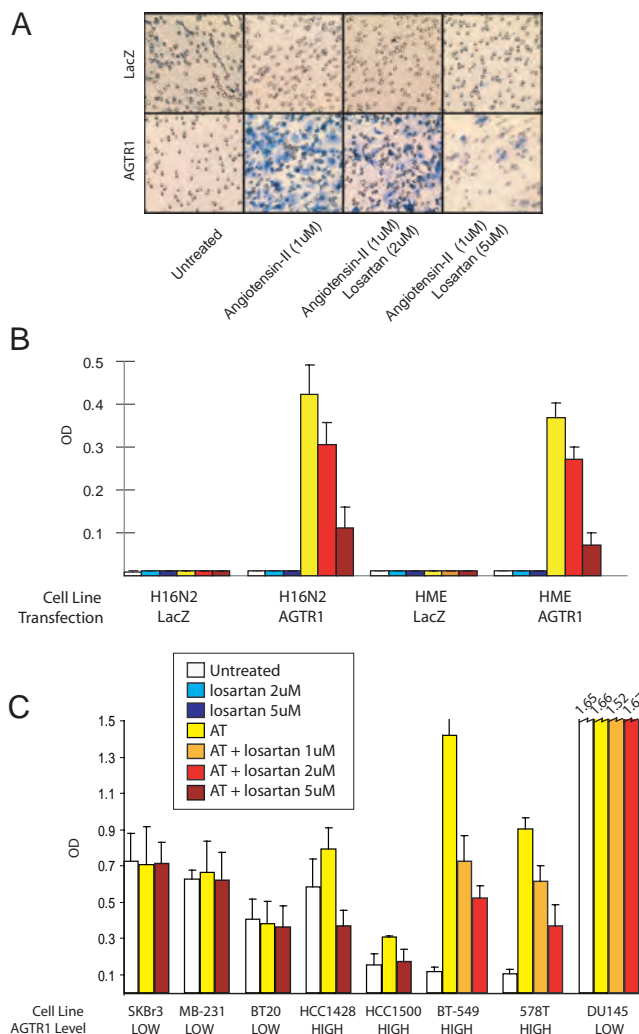 A
LacZ
AGTR1
Untreated
Angiotensin-II (1uM)
Angiotensin-II (1uM)
Losartan (2uM)
Angiotensin-II (1uM)
Losartan (5uM)
B
0.5
0.4
0.3
0.2
0.1
OD
Cell Line H16N2 H16N2 HME HME
Transfection LacZ AGTR1 LacZ AGTR1
Untreated
losartan 2uM
losartan 5uM
AT
AT + losartan 1uM
AT + losartan 2uM
AT + losartan 5uM
C
1.65 1.66 1.52 1.67
1.5
1.3
1.1
0.9
0.7
0.5
0.3
0.1
OD
Cell Line SKBr3 MB-231 BT20 HCC1428 HCC1500 BT-549 578T DU145
AGTR1 Level LOW LOW LOW HIGH HIGH HIGH HIGH LOW